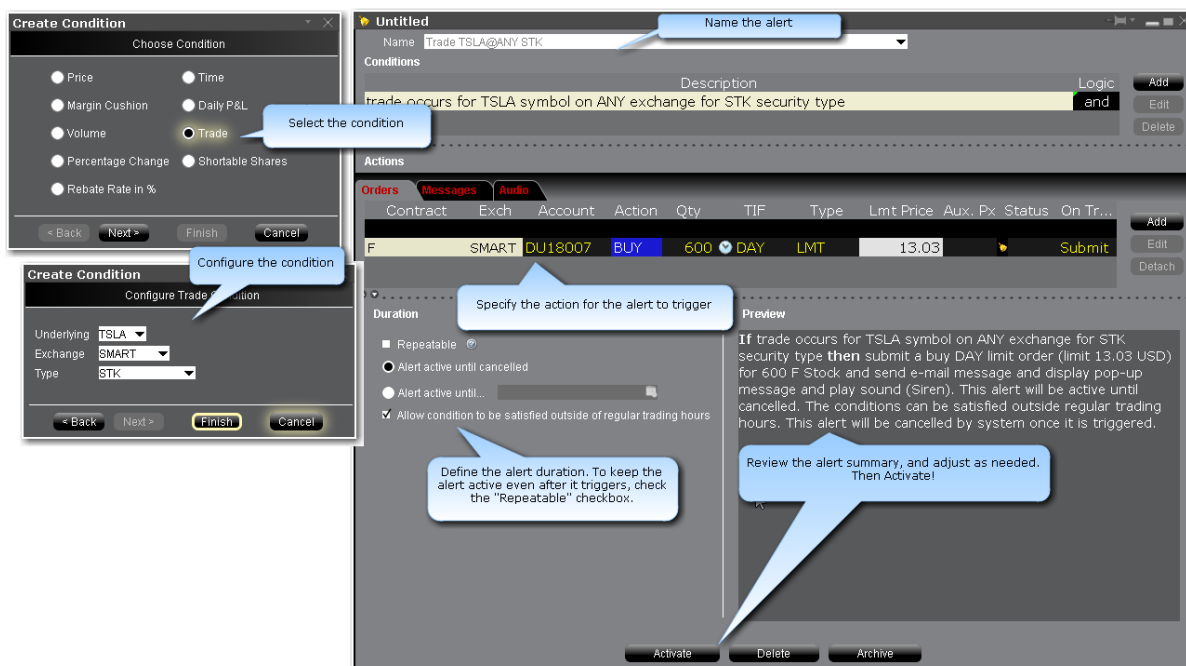 Create Condition
Choose Condition
Price
Time
Margin Cushion
Daily P&L
Volume
Trade
Percentage Change
Shortable Shares
Rebate Rate in %
< Back
Next >
Finish
Cancel
Select the condition
Create Condition
Configure Trade Condition
Configure the condition
Underlying TSLA
Exchange SMART
Type STK
< Back
Next >
Finish
Cancel
Untitled
Name the alert
Name Trade TSLA@ANY STK
Conditions
Description Logic
trade occurs for TSLA symbol on ANY exchange for STK security type and
Add
Edit
Delete
Actions
Orders Messages Audio
Contract Exch Account Action Qty TIF Type Lmt Price Aux. Px Status On Tr...
F SMART DU18007 BUY 600 DAY LMT 13.03 Submit
Add
Edit
Detach
Specify the action for the alert to trigger
Duration
Repeatable
Alert active until cancelled
Alert active until...
Allow condition to be satisfied outside of regular trading hours
Define the alert duration. To keep the
alert active even after it triggers, check
the "Repeatable" checkbox.
Preview
If trade occurs for TSLA symbol on ANY exchange for STK
security type then submit a buy DAY limit order (limit 13.03 USD)
for 600 F Stock and send e-mail message and display pop-up
message and play sound (Siren). This alert will be active until
cancelled. The conditions can be satisfied outside regular trading
hours. This alert will be cancelled by system once it is triggered.
Review the alert summary, and adjust as needed.
Then Activate!
Activate
Delete
Archive